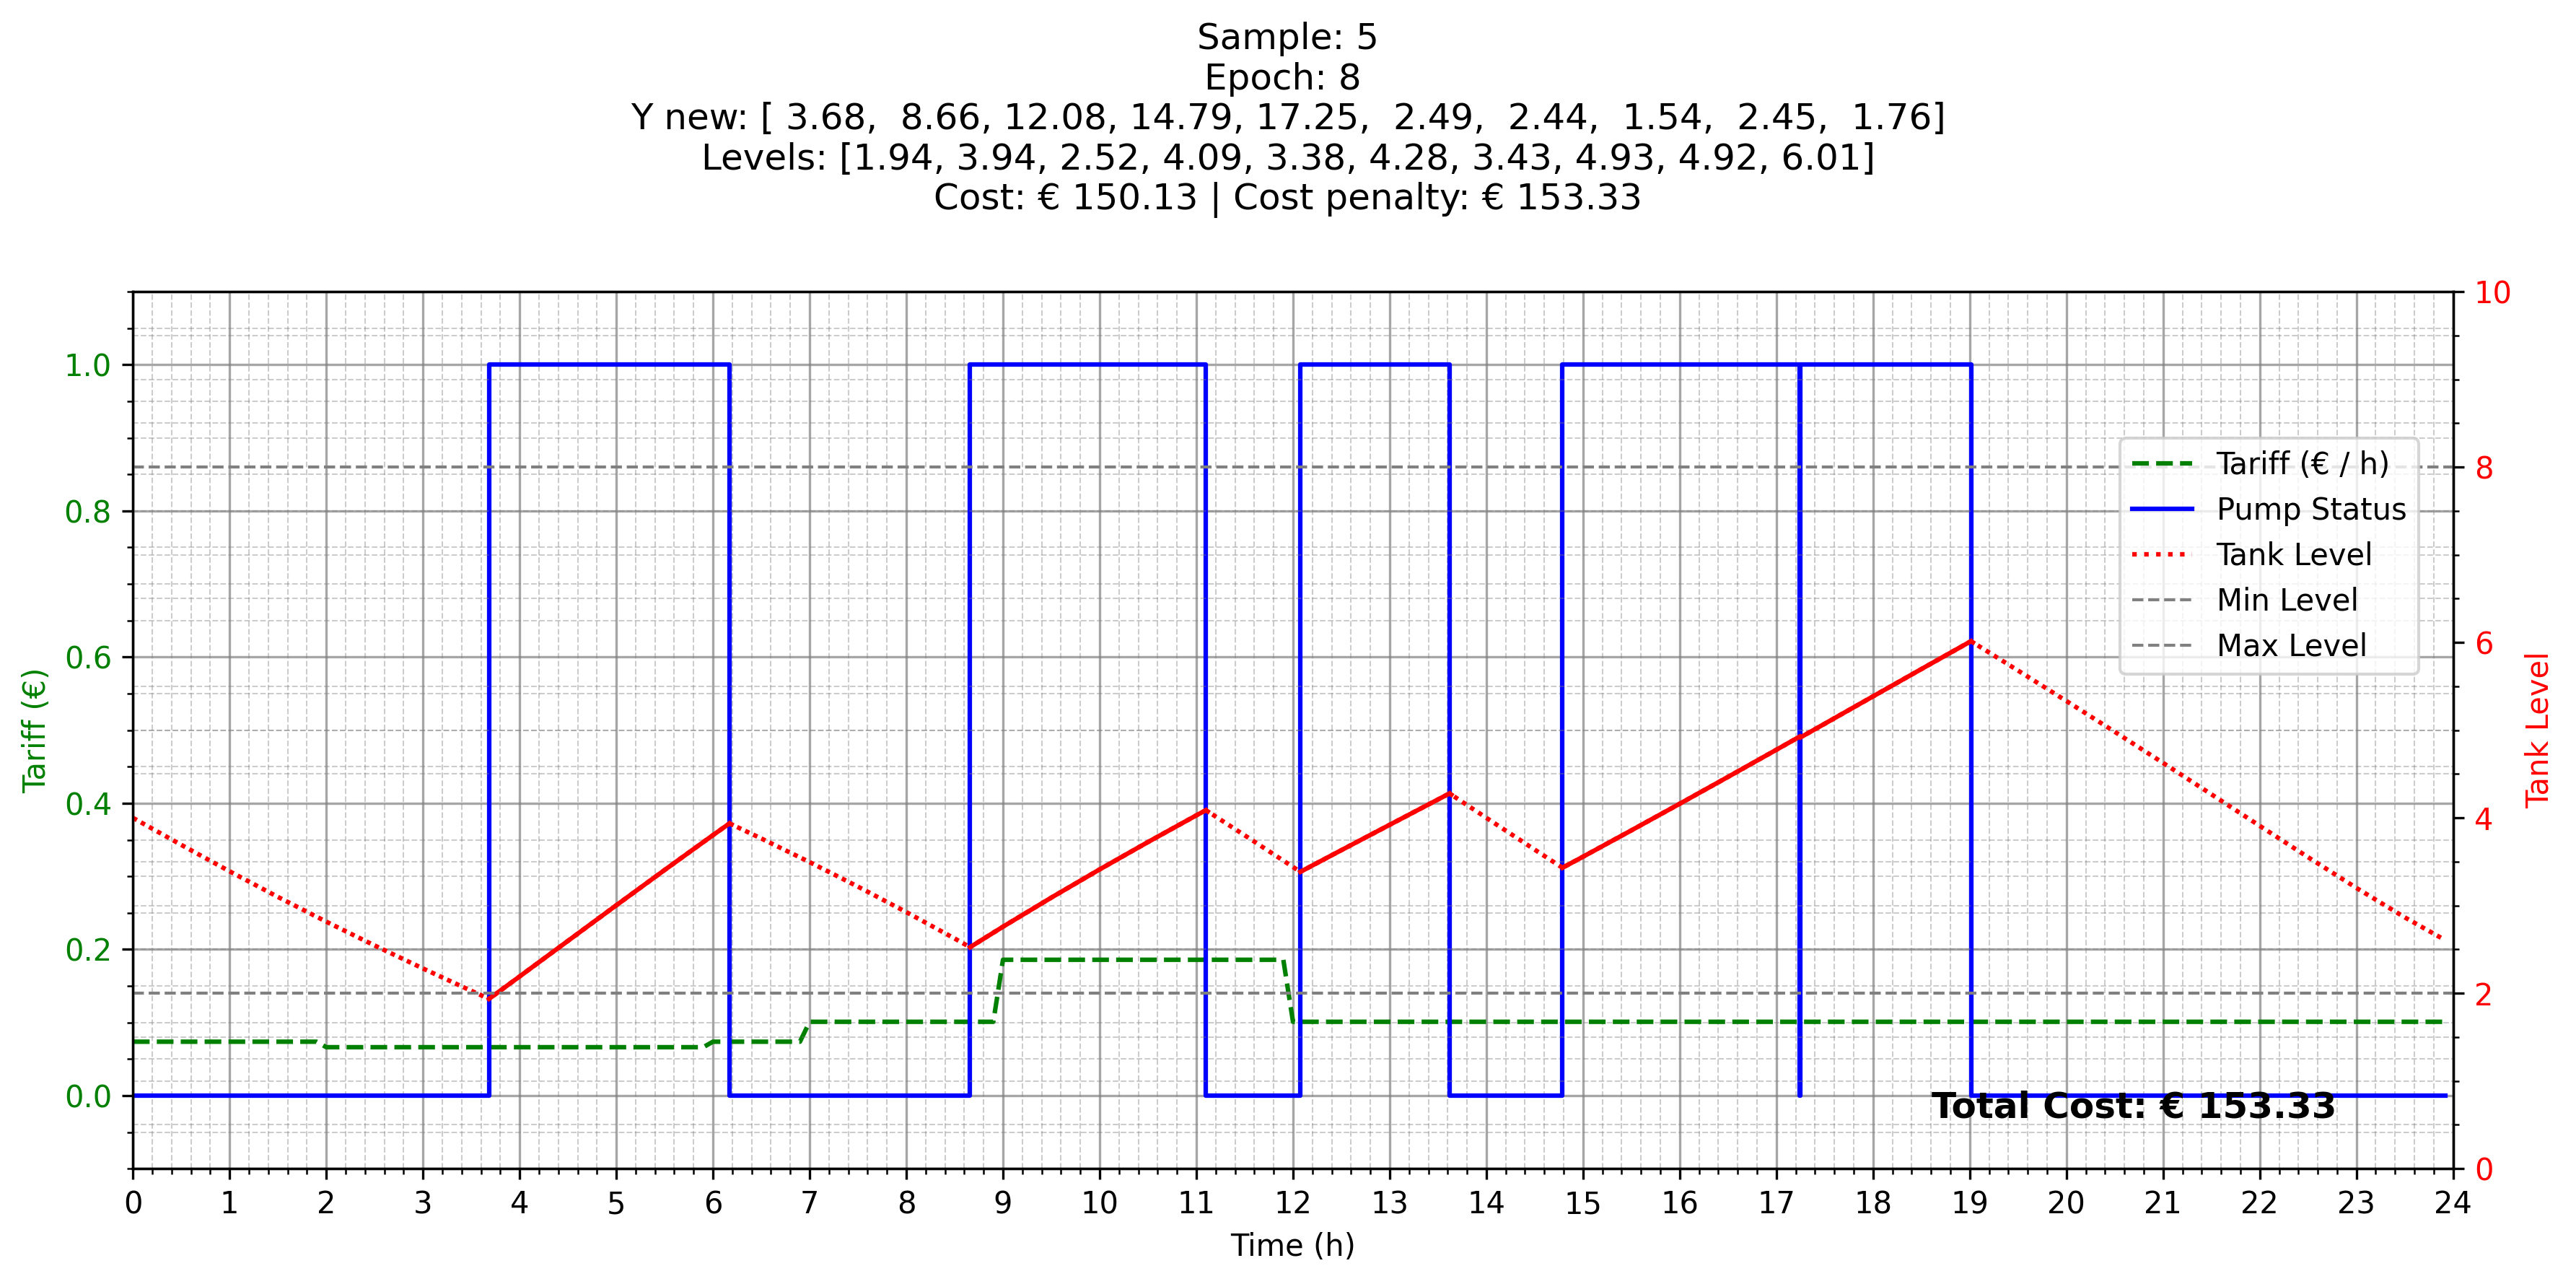 Sample: 5
Epoch: 8
Y new: [ 3.68,  8.66, 12.08, 14.79, 17.25,  2.49,  2.44,  1.54,  2.45,  1.76]
Levels: [1.94, 3.94, 2.52, 4.09, 3.38, 4.28, 3.43, 4.93, 4.92, 6.01]
Cost: € 150.13 | Cost penalty: € 153.33
1.0
0.8
0.6
0.4
0.2
0.0
Tariff (€)
10
8
6
4
2
0
Tank Level
Tariff (€ / h)
Pump Status
Tank Level
Min Level
Max Level
Total Cost: € 153.33
0 1 2 3 4 5 6 7 8 9 10 11 12 13 14 15 16 17 18 19 20 21 22 23 24
Time (h)